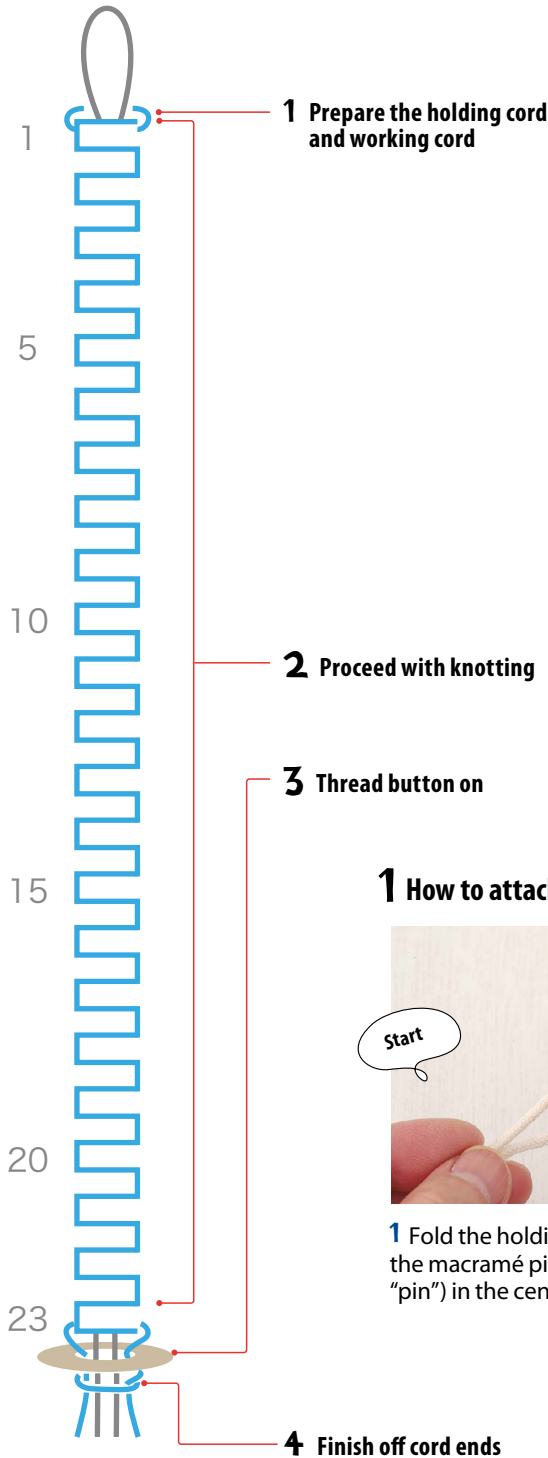 1 Prepare the holding cord
and working cord
1
5
10
2 Proceed with knotting
3 Thread button on
15
1 How to attach
Start
1 Fold the holdi
the macramé pi
“pin”) in the cen
20
23
4 Finish off cord ends